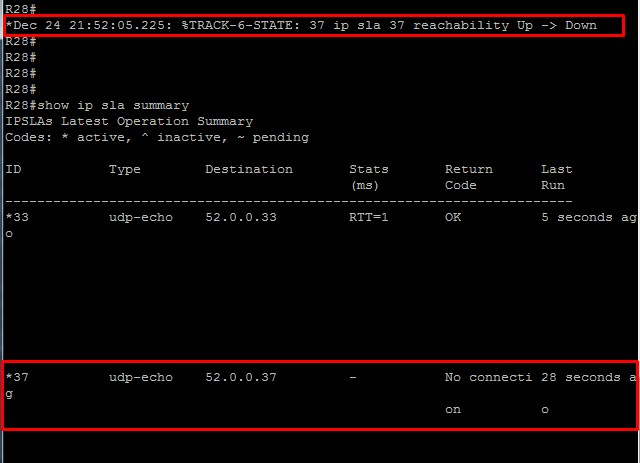 R28#
*Dec 24 21:52:05.225: %TRACK-6-STATE: 37 ip sla 37 reachability Up -> Down
R28#
R28#
R28#
R28#
R28#show ip sla summary
IPSLAs Latest Operation Summary
Codes: * active, ^ inactive, ~ pending
ID Type Destination Stats Return Last
(ms) Code Run
-----------------------------------------------------------------------
*33 udp-echo 52.0.0.33 RTT=1 OK 5 seconds ag
o
*37 udp-echo 52.0.0.37 - No connecti 28 seconds a
g
on o